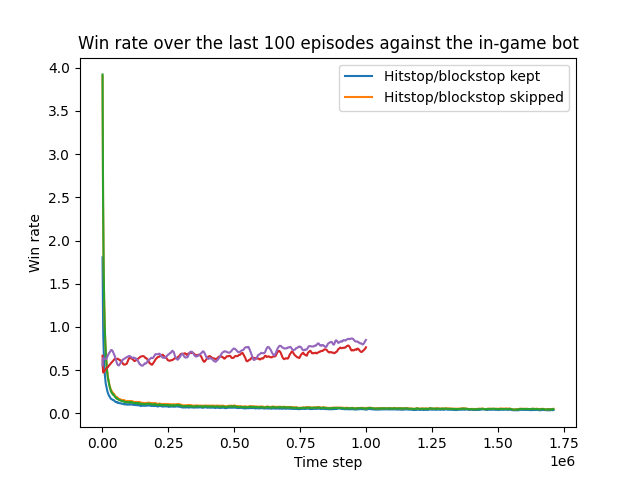 Win rate over the last 100 episodes against the in-game bot
Hitstop/blockstop kept
Hitstop/blockstop skipped
4.0
3.5
3.0
2.5
2.0
1.5
1.0
0.5
0.0
Win rate
0.00 0.25 0.50 0.75 1.00 1.25 1.50 1.75
1e6
Time step